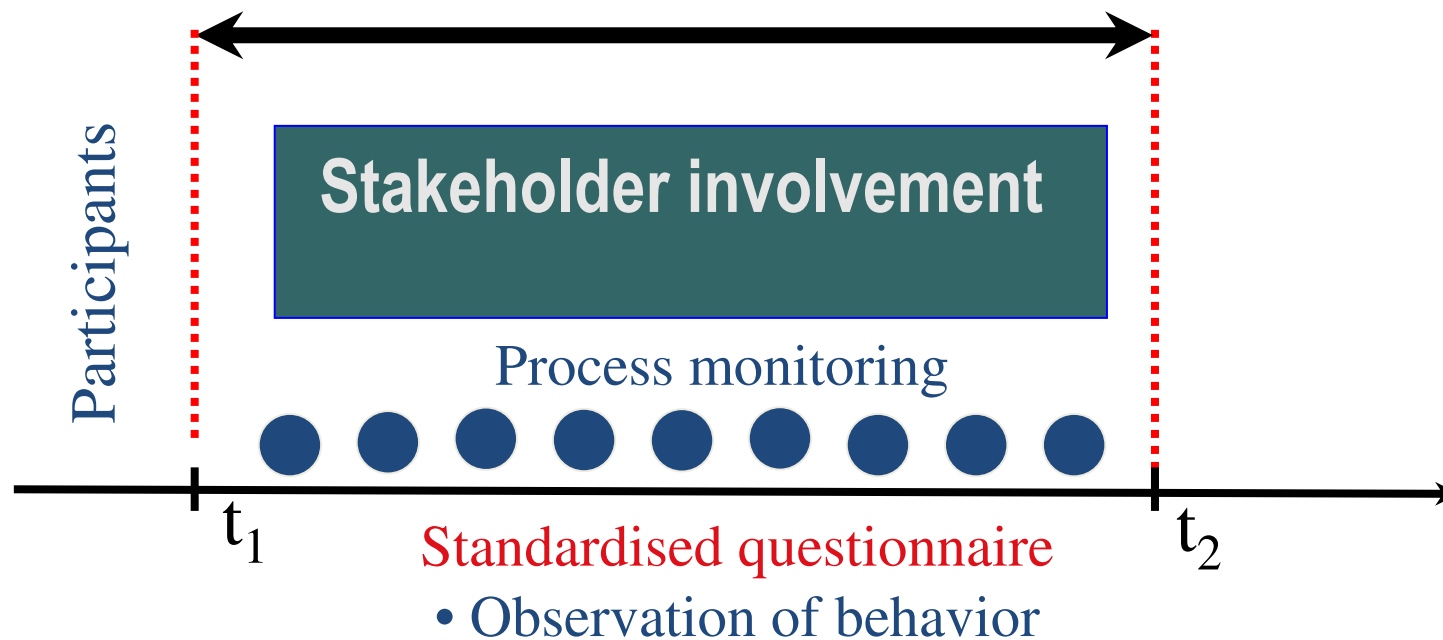 Participants
Stakeholder involvement
Process monitoring
t₁
t₂
Standardised questionnaire
• Observation of behavior